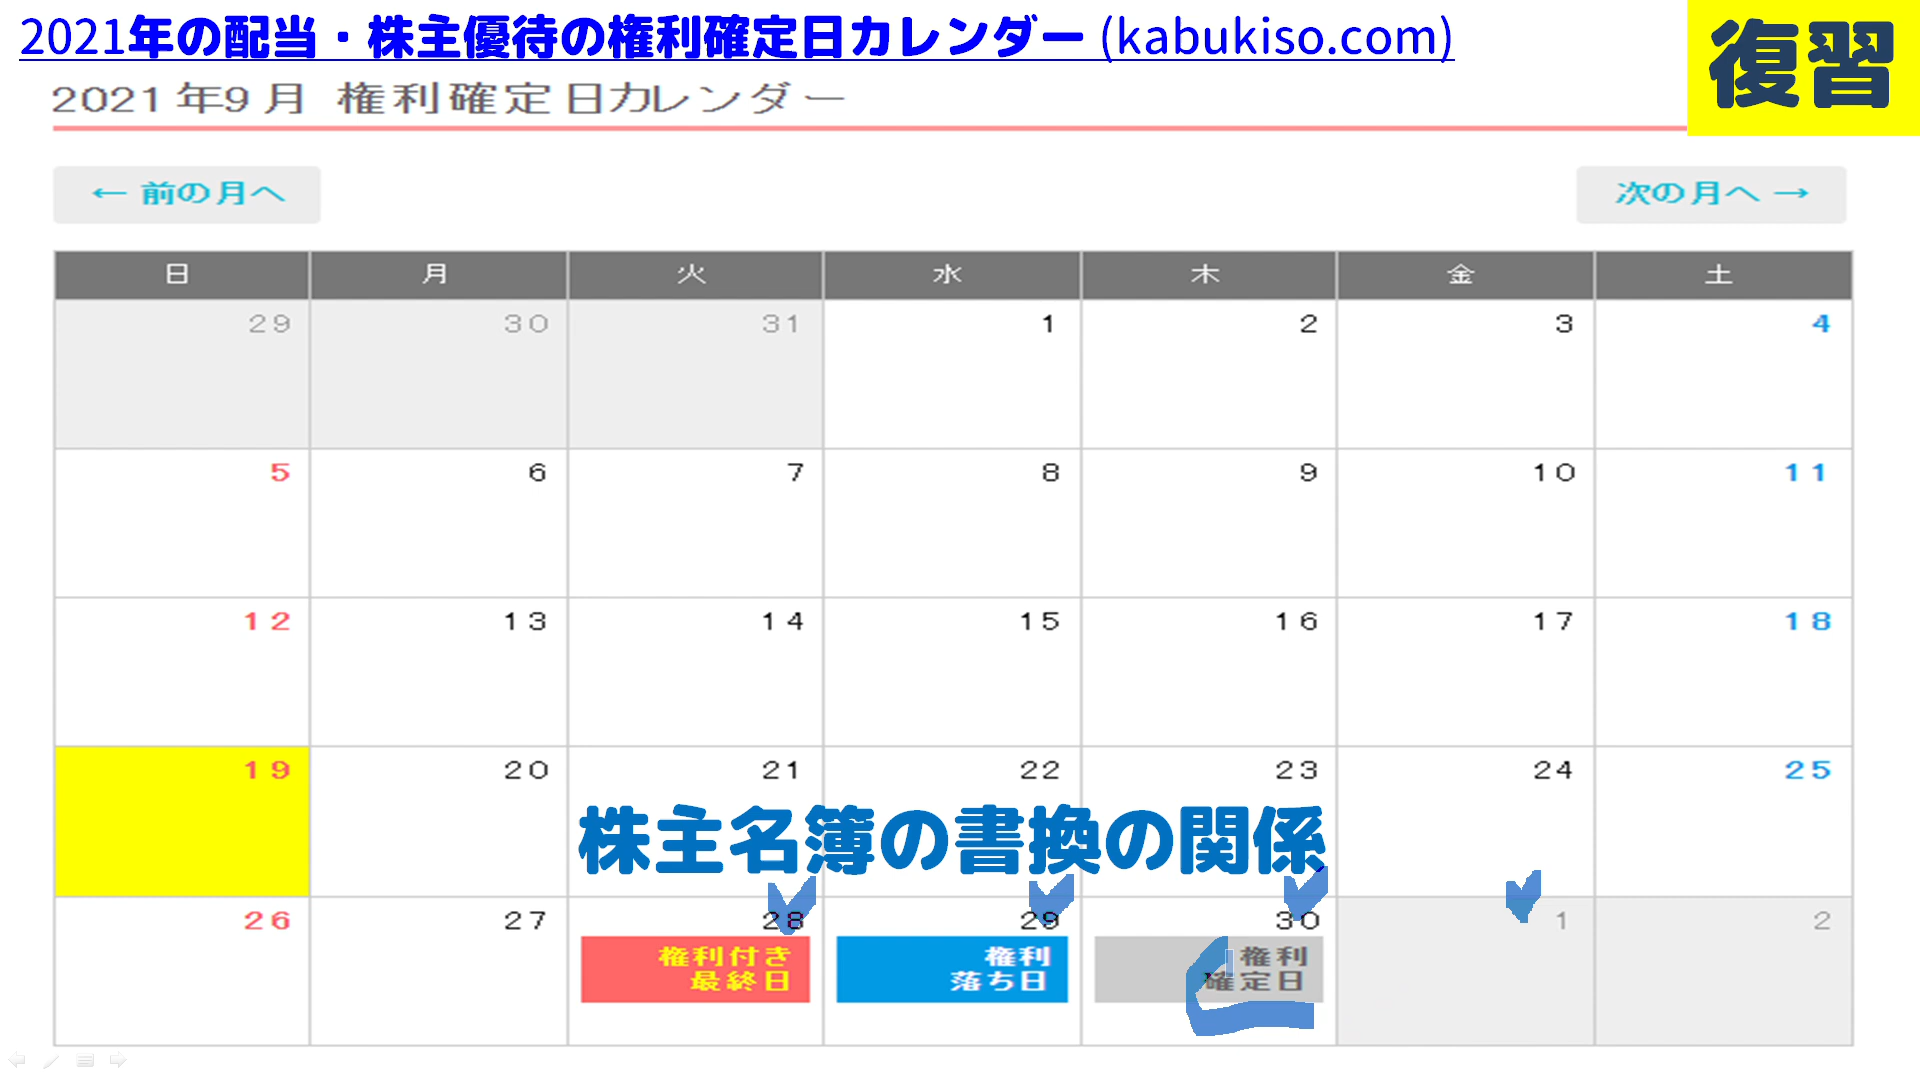 2021年の配当・株主優待の権利確定日カレンダー (kabukiso.com)
復習
2021年9月 権利確定日カレンダー
← 前の月へ
次の月へ →
日 月 火 水 木 金 土
29 30 31 1 2 3 4
5 6 7 8 9 10 11
12 13 14 15 16 17 18
19 20 21 22 23 24 25
株主名簿の書換の関係
26 27 28 29 30 1 2
権利付き
最終日
権利
落ち日
権利
確定日